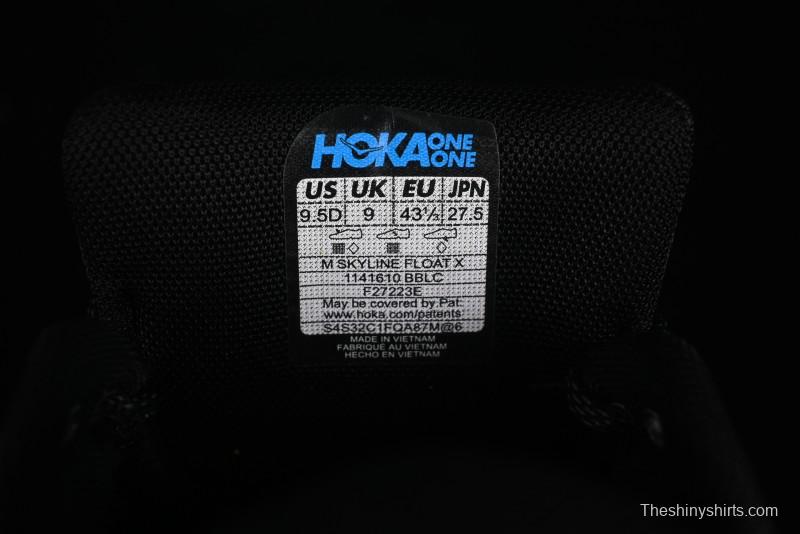 HOKA ONE ONE
US UK EU JPN
9.5D 9 43⅓ 27.5
M SKYLINE FLOAT X
1141610 BBLC
F27223E
May be covered by Pat:
www.hoka.com/patents
S4S32C1FQA87M@6
MADE IN VIETNAM
FABRIQUE AU VIETNAM
HECHO EN VIETNAM
Theshinyshirts.com